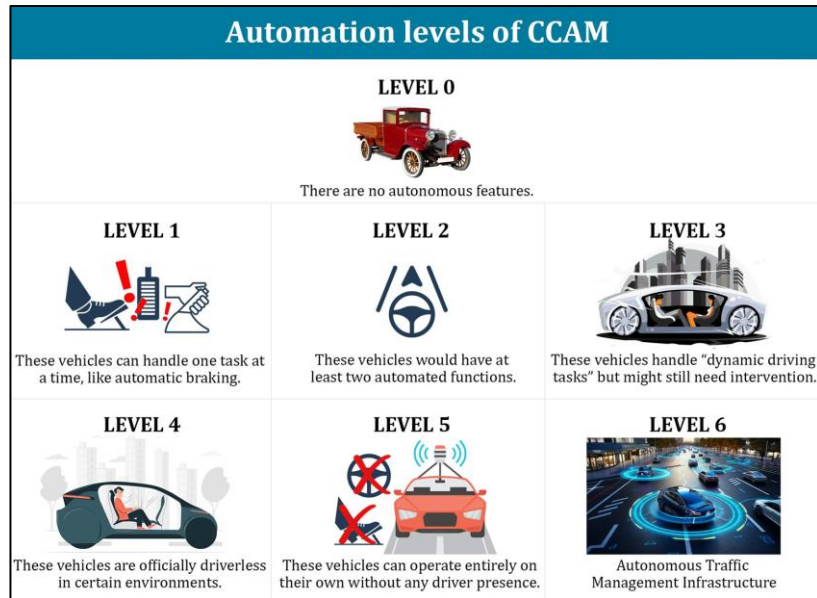 Automation levels of CCAM
LEVEL 0
There are no autonomous features.
LEVEL 1
These vehicles can handle one task at
a time, like automatic braking.
LEVEL 2
These vehicles would have at
least two automated functions.
LEVEL 3
These vehicles handle “dynamic driving
tasks” but might still need intervention.
LEVEL 4
These vehicles are officially driverless
in certain environments.
LEVEL 5
These vehicles can operate entirely on
their own without any driver presence.
LEVEL 6
Autonomous Traffic
Management Infrastructure